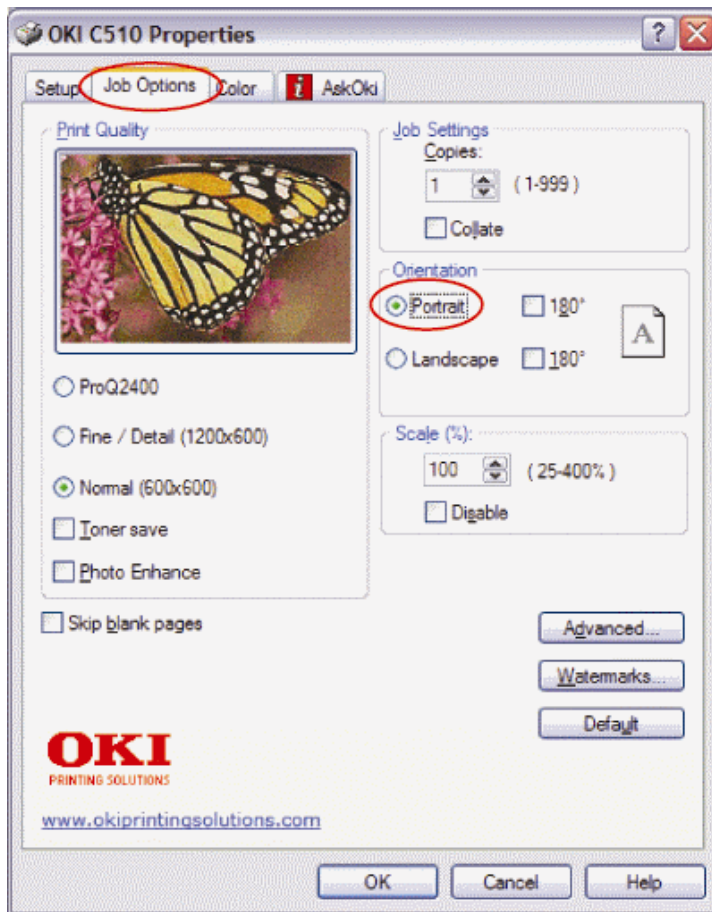 OKI C510 Properties
Setup Job Options Color i AskOki
Print Quality
ProQ2400
Fine / Detail (1200x600)
Normal (600x600)
Toner save
Photo Enhance
Skip blank pages
Job Settings
Copies:
1 (1-999)
Collate
Orientation
Portrait 180°
Landscape 180°
A
Scale (%):
100 (25-400%)
Disable
Advanced...
Watermarks...
Default
OKI
PRINTING SOLUTIONS
www.okiprintingsolutions.com
OK Cancel Help